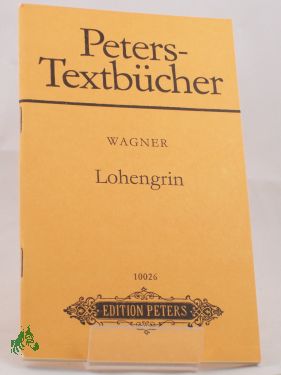 Peters-
Textbücher
WAGNER
Lohengrin
10026
EDITION PETERS